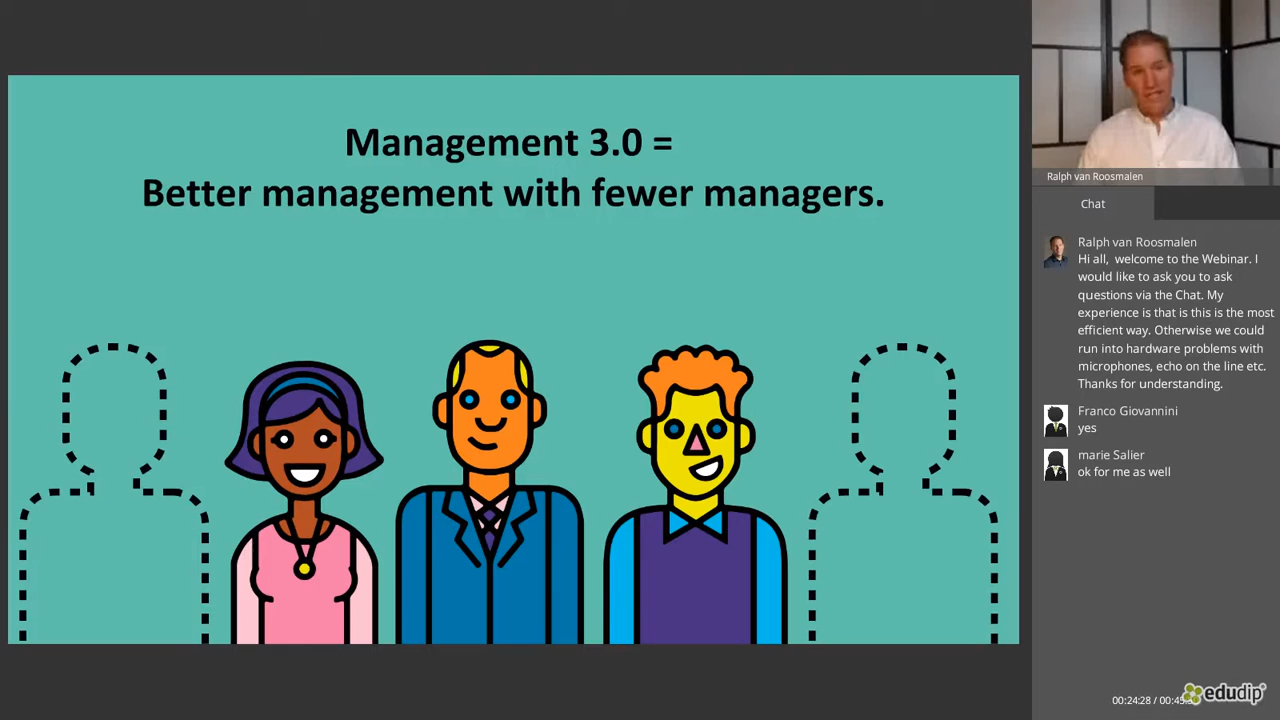 Management 3.0 =
Better management with fewer managers.
Ralph van Roosmalen
Chat
Ralph van Roosmalen
Hi all, welcome to the Webinar. I
would like to ask you to ask
questions via the Chat. My
experience is that is this is the most
efficient way. Otherwise we could
run into hardware problems with
microphones, echo on the line etc.
Thanks for understanding.
Franco Giovannini
yes
marie Salier
ok for me as well
00:24:28 /
edudip